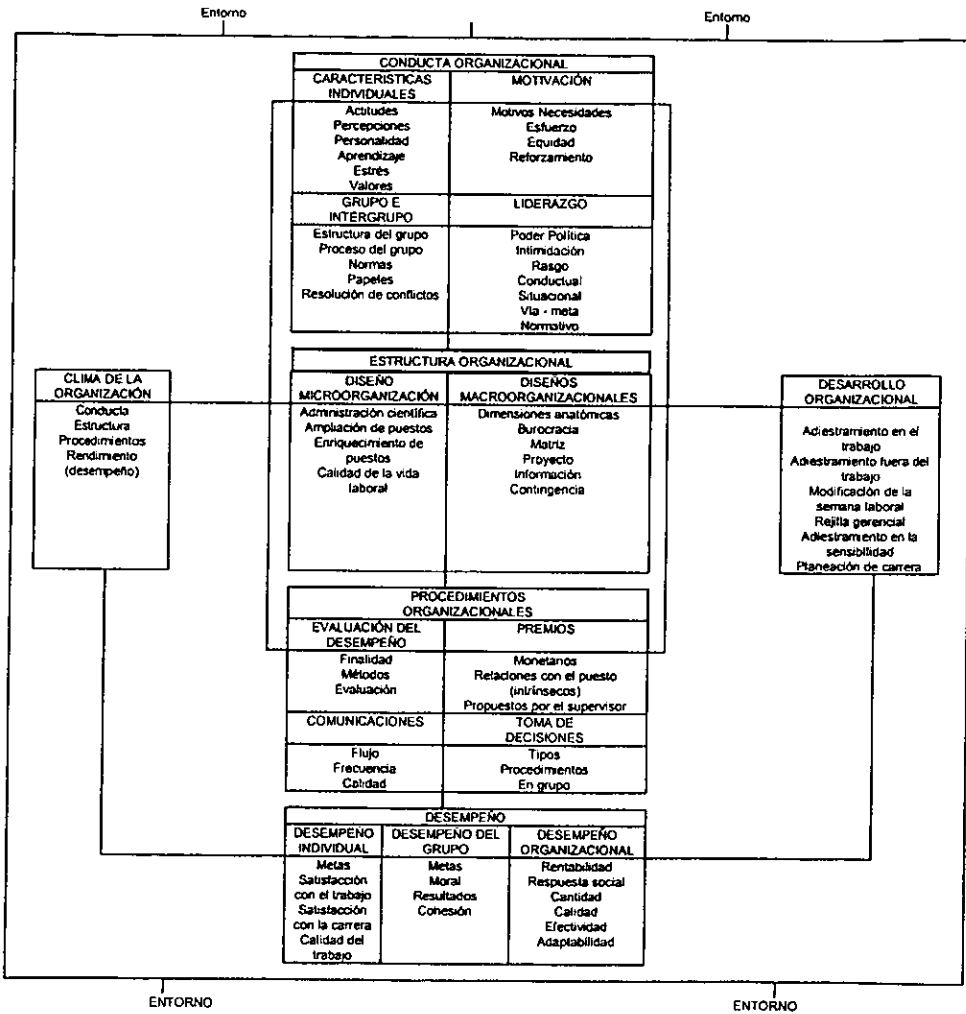 Entorno
Entorno
CONDUCTA ORGANIZACIONAL
CARACTERISTICAS
INDIVIDUALES
Actitudes
Percepciones
Personalidad
Aprendizaje
Estrés
Valores
MOTIVACIÓN
Motivos Necesidades
Esfuerzo
Equidad
Reforzamiento
GRUPO E
INTERGRUPO
Estructura del grupo
Proceso del grupo
Normas
Papeles
Resolución de conflictos
LIDERAZGO
Poder Política
Intimidación
Rasgo
Conductual
Situacional
Vía - meta
Normativo
CLIMA DE LA
ORGANIZACIÓN
Conducta
Estructura
Procedimientos
Rendimiento
(desempeño)
ESTRUCTURA ORGANIZACIONAL
DISEÑO
MICROORGANIZACIÓN
Administración científica
Ampliación de puestos
Enriquecimiento de
puestos
Calidad de la vida
laboral
DISEÑOS
MACROORGANIZACIONALES
Dimensiones anatómicas
Burocracia
Matriz
Proyecto
Información
Contingencia
DESARROLLO
ORGANIZACIONAL
Adiestramiento en el
trabajo
Adiestramiento fuera del
trabajo
Modificación de la
semana laboral
Rejilla gerencial
Adiestramiento en la
sensibilidad
Planeación de carrera
PROCEDIMIENTOS
ORGANIZACIONALES
EVALUACIÓN DEL
DESEMPEÑO
Finalidad
Métodos
Evaluación
PREMIOS
Monetarios
Relaciones con el puesto
(intrínsecos)
Propuestos por el supervisor
COMUNICACIONES
Flujo
Frecuencia
Calidad
TOMA DE
DECISIONES
Tipos
Procedimientos
En grupo
DESEMPEÑO
DESEMPEÑO
INDIVIDUAL
Metas
Satisfacción
con el trabajo
Satisfacción
con la carrera
Calidad del
trabajo
DESEMPEÑO DEL
GRUPO
Metas
Moral
Resultados
Cohesión
DESEMPEÑO
ORGANIZACIONAL
Rentabilidad
Respuesta social
Cantidad
Calidad
Efectividad
Adaptabilidad
ENTORNO
ENTORNO